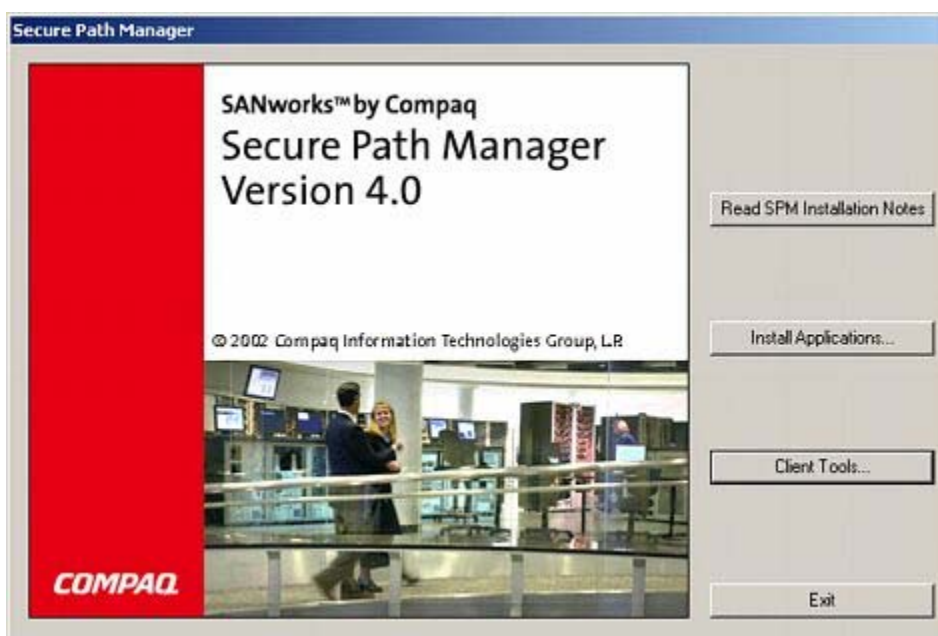 Secure Path Manager
SANworks™ by Compaq
Secure Path Manager
Version 4.0
© 2002 Compaq Information Technologies Group, L.P.
COMPAQ
Read SPM Installation Notes
Install Applications...
Client Tools...
Exit